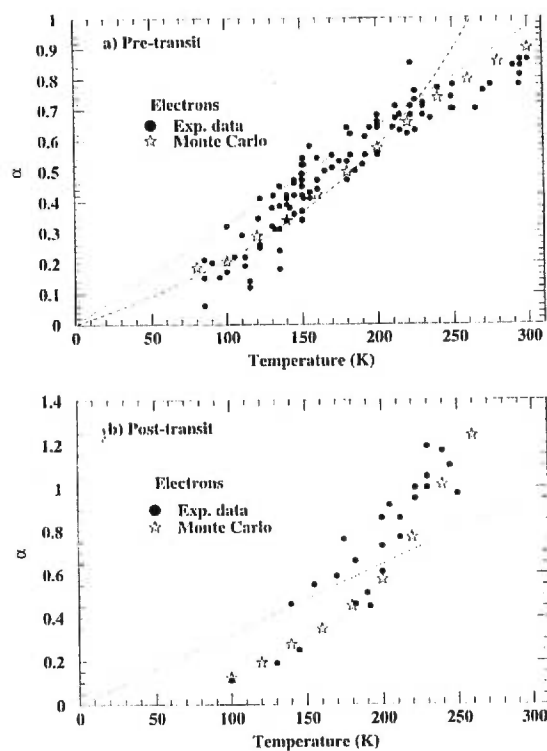 1
0.9
0.8
0.7
0.6
0.5
0.4
0.3
0.2
0.1
0
α
a) Pre-transit
Electrons
Exp. data
Monte Carlo
0 50 100 150 200 250 300
Temperature (K)
1.4
1.2
1
0.8
0.6
0.4
0.2
0
α
b) Post-transit
Electrons
Exp. data
Monte Carlo
0 50 100 150 200 250 300
Temperature (K)